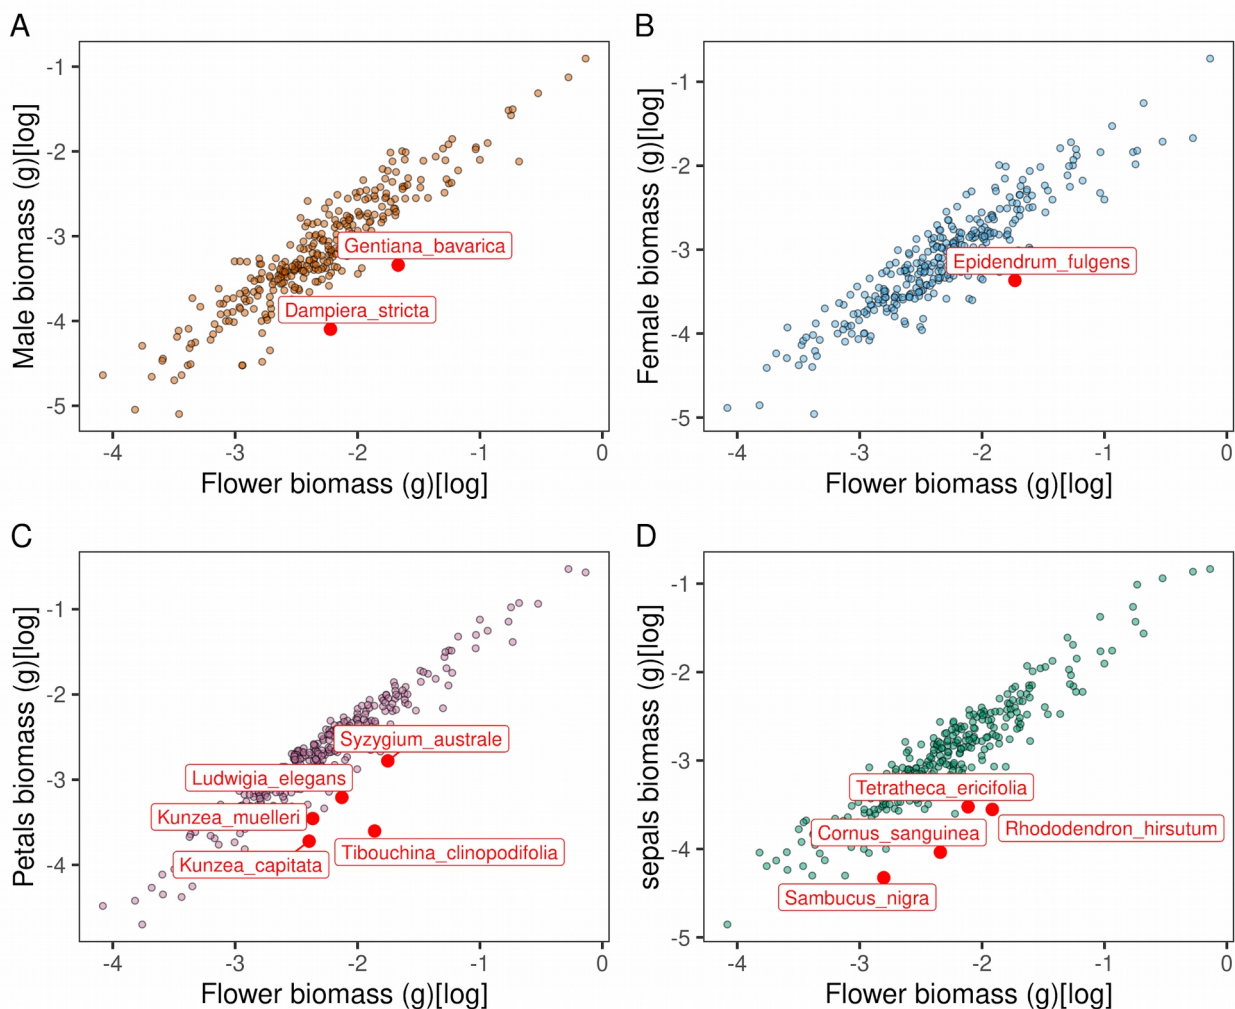 A
Male biomass (g)[log]
-1
-2
-3
-4
-5
Gentiana_bavarica
Dampiera_stricta
-4 -3 -2 -1 0
Flower biomass (g)[log]
B
Female biomass (g)[log]
-1
-2
-3
-4
-5
Epidendrum_fulgens
-4 -3 -2 -1 0
Flower biomass (g)[log]
C
Petals biomass (g)[log]
-1
-2
-3
-4
Syzygium_australe
Ludwigia_elegans
Kunzea_muelleri
Kunzea_capitata
Tibouchina_clinopodifolia
-4 -3 -2 -1 0
Flower biomass (g)[log]
D
sepals biomass (g)[log]
-1
-2
-3
-4
-5
Tetratheca_ericifolia
Rhododendron_hirsutum
Cornus_sanguinea
Sambucus_nigra
-4 -3 -2 -1 0
Flower biomass (g)[log]